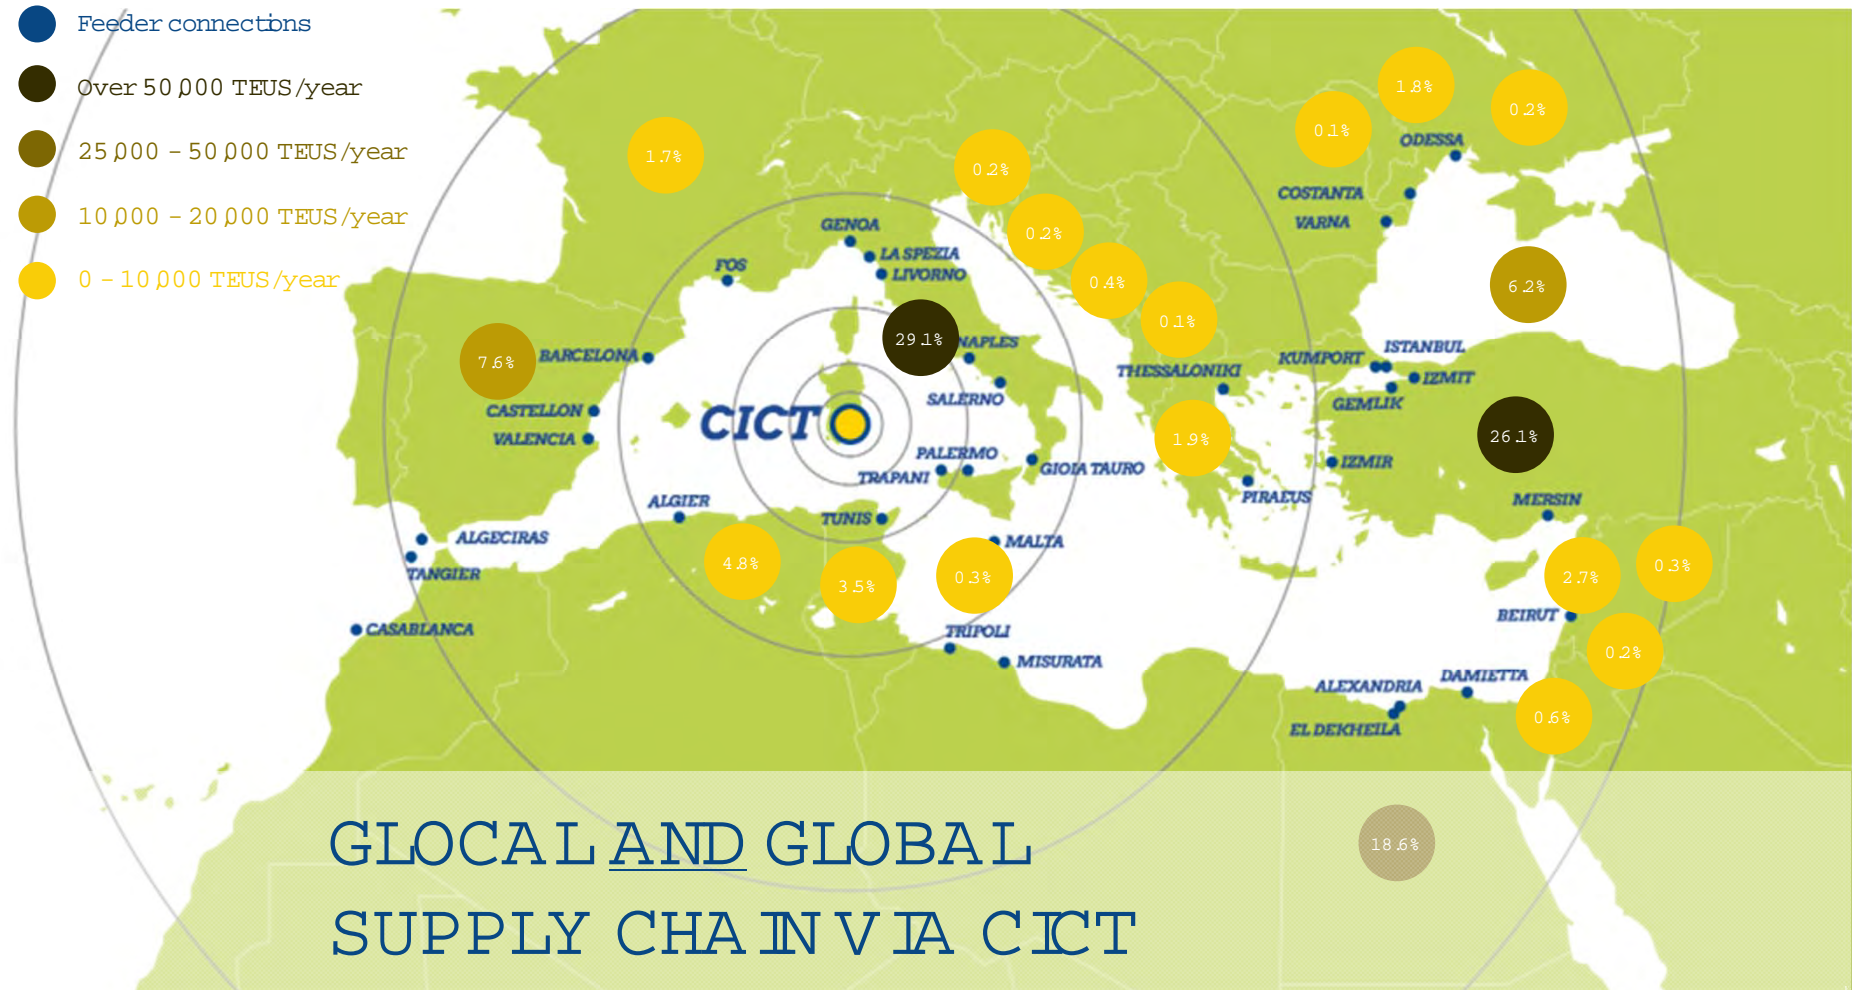 Feeder connections
Over 50,000 TEUS/year
25,000 - 50,000 TEUS/year
10,000 - 20,000 TEUS/year
0 - 10,000 TEUS/year
1.8%
0.2%
0.1%
1.7%
ODESSA
0.2%
COSTANTA
VARNA
GENOA
0.2%
LA SPEZIA
FOS
LIVORNO
0.4%
6.2%
0.1%
29.1%
NAPLES
ISTANBUL
7.6%
BARCELONA
KUMPORT
THESSALONIKI
IZMIT
SALERNO
GEMLIK
CASTELLON
CICT
VALENCIA
1.9%
26.1%
PALERMO
IZMIR
GIOIA TAURO
TRAPANI
PIRAEUS
ALGIER
MERSIN
TUNIS
ALGECIRAS
MALTA
4.8%
0.3%
TANGIER
3.5%
0.3%
2.7%
BEIRUT
CASABLANCA
TRIPOLI
0.2%
MISURATA
DAMIETTA
ALEXANDRIA
0.6%
EL DEKHEILA
GLOCAL AND GLOBAL
18.6%
SUPPLY CHAIN VIA CICT